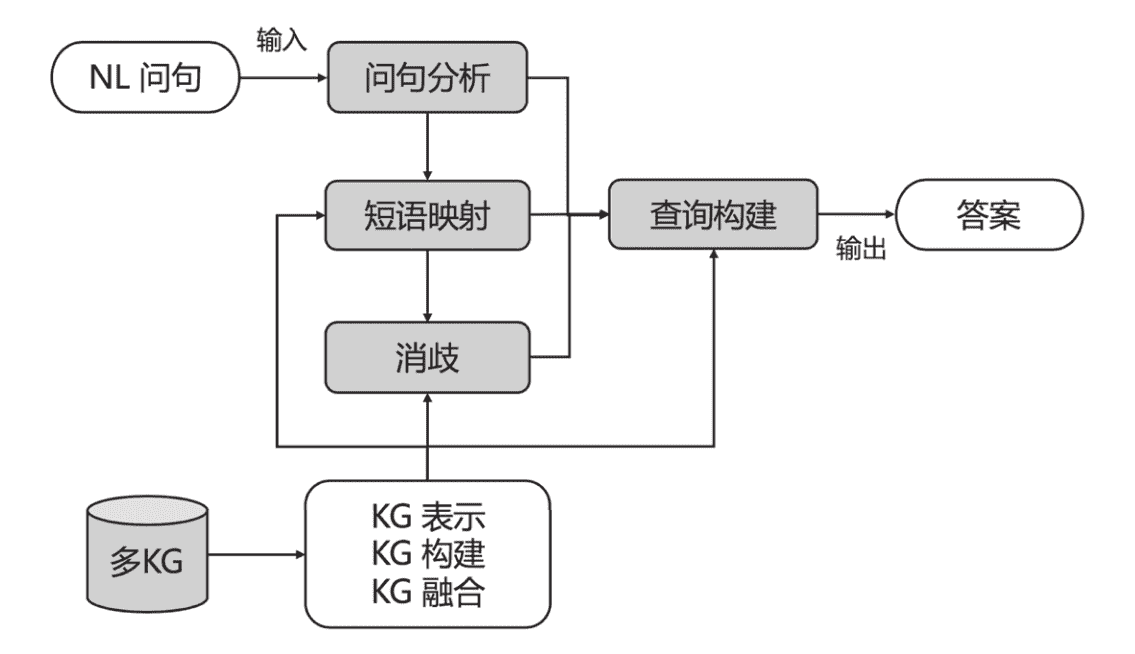 输入
NL 问句
问句分析
短语映射
查询构建
答案
输出
消歧
KG 表示
KG 构建
KG 融合
多KG